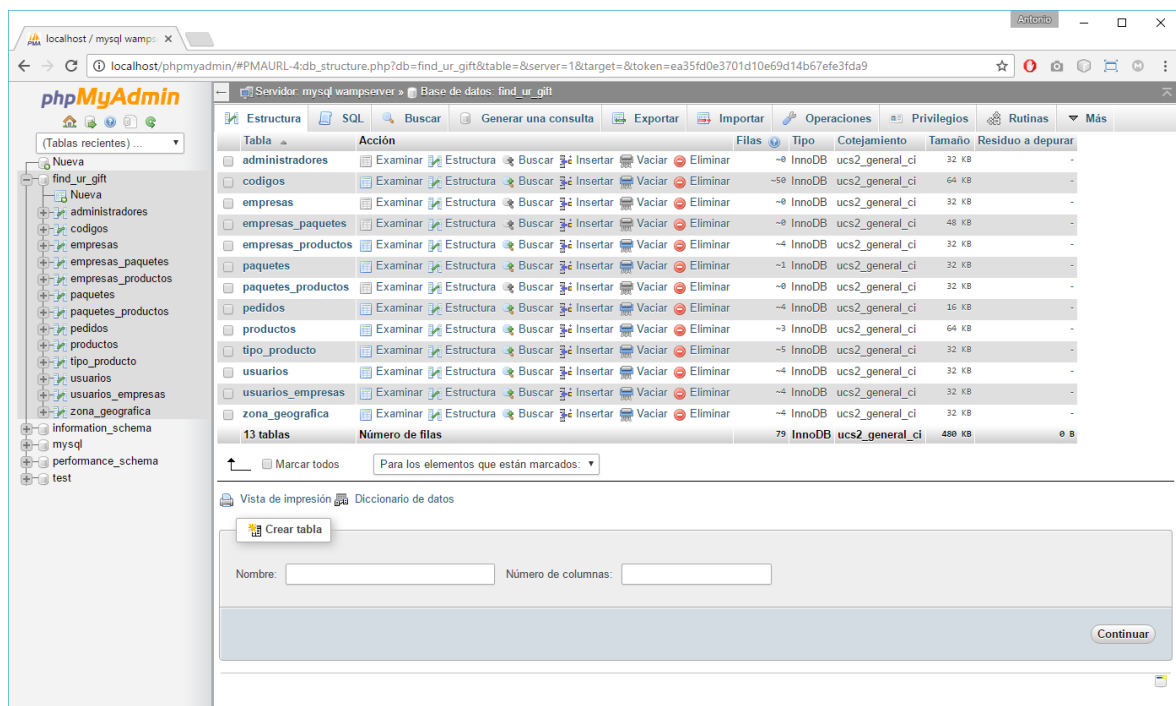 Antonio
localhost / mysql wamps
localhost/phpmyadmin/#PMAURL-4:db_structure.php?db=find_ur_gift&table=&server=1&target=&token=ea35fd0e3701d10e69d14b67efe3fda9
phpMyAdmin
(Tablas recientes) ...
Nueva
find_ur_gift
Nueva
administradores
codigos
empresas
empresas_paquetes
empresas_productos
paquetes
paquetes_productos
pedidos
productos
tipo_producto
usuarios
usuarios_empresas
zona_geografica
information_schema
mysql
performance_schema
test
Servidor: mysql wampserver » Base de datos: find_ur_gift
Estructura SQL Buscar Generar una consulta Exportar Importar Operaciones Privilegios Rutinas Más
Tabla Acción Filas Tipo Cotejamiento Tamaño Residuo a depurar
administradores Examinar Estructura Buscar Insertar Vaciar Eliminar ~0 InnoDB ucs2_general_ci 32 KB -
codigos Examinar Estructura Buscar Insertar Vaciar Eliminar ~50 InnoDB ucs2_general_ci 64 KB -
empresas Examinar Estructura Buscar Insertar Vaciar Eliminar ~0 InnoDB ucs2_general_ci 32 KB -
empresas_paquetes Examinar Estructura Buscar Insertar Vaciar Eliminar ~0 InnoDB ucs2_general_ci 48 KB -
empresas_productos Examinar Estructura Buscar Insertar Vaciar Eliminar ~4 InnoDB ucs2_general_ci 32 KB -
paquetes Examinar Estructura Buscar Insertar Vaciar Eliminar ~1 InnoDB ucs2_general_ci 32 KB -
paquetes_productos Examinar Estructura Buscar Insertar Vaciar Eliminar ~0 InnoDB ucs2_general_ci 32 KB -
pedidos Examinar Estructura Buscar Insertar Vaciar Eliminar ~4 InnoDB ucs2_general_ci 16 KB -
productos Examinar Estructura Buscar Insertar Vaciar Eliminar ~3 InnoDB ucs2_general_ci 64 KB -
tipo_producto Examinar Estructura Buscar Insertar Vaciar Eliminar ~5 InnoDB ucs2_general_ci 32 KB -
usuarios Examinar Estructura Buscar Insertar Vaciar Eliminar ~4 InnoDB ucs2_general_ci 32 KB -
usuarios_empresas Examinar Estructura Buscar Insertar Vaciar Eliminar ~4 InnoDB ucs2_general_ci 32 KB -
zona_geografica Examinar Estructura Buscar Insertar Vaciar Eliminar ~4 InnoDB ucs2_general_ci 32 KB -
13 tablas Número de filas 79 InnoDB ucs2_general_ci 480 KB 0 B
Marcar todos Para los elementos que están marcados:
Vista de impresión Diccionario de datos
Crear tabla
Nombre: Número de columnas:
Continuar